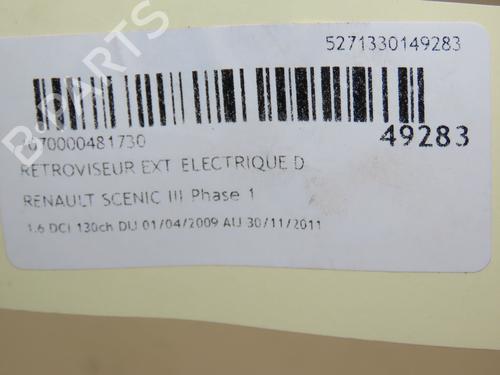 5271330149283
49283
RETROVISEUR EXT ELECTRIQUE D
RENAULT SCENIC III Phase 1
1.6 DCI 130ch DU 01/04/2009 AU 30/11/2011
B-PARTS